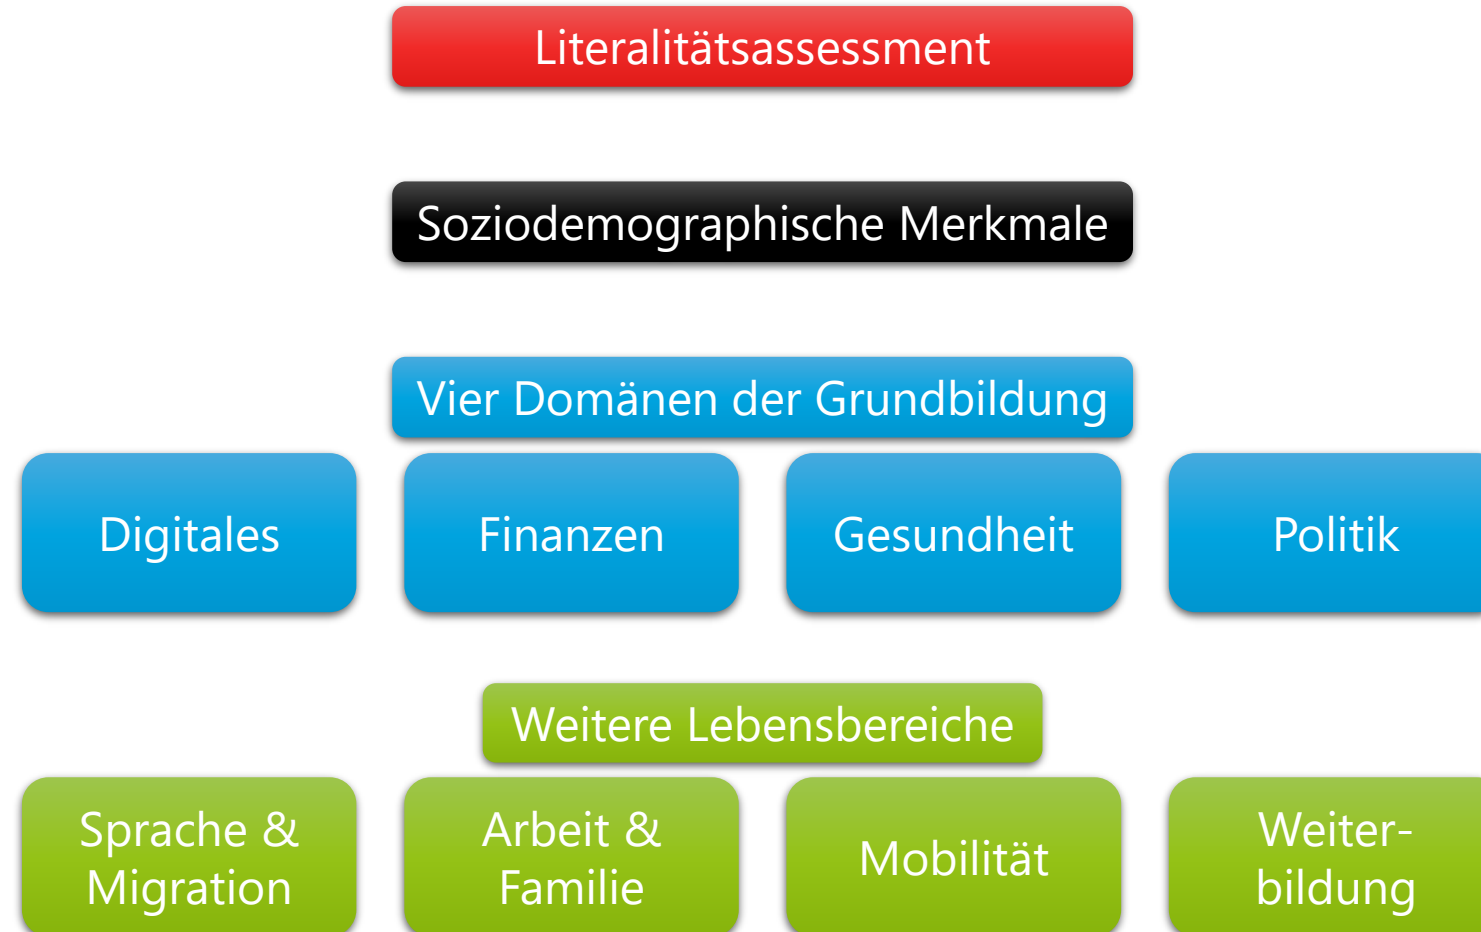 Literalitätsassessment
Soziodemographische Merkmale
Vier Domänen der Grundbildung
Digitales
Finanzen
Gesundheit
Politik
Weitere Lebensbereiche
Sprache &
Migration
Arbeit &
Familie
Mobilität
Weiter-
bildung